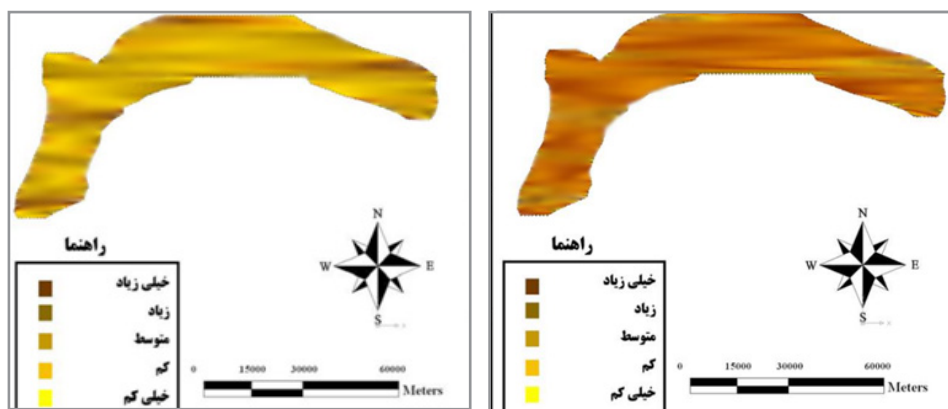 N
W E
S
x
راهنما
خیلی زیاد
زیاد
متوسط
کم
خیلی کم
0 15000 30000 60000
Meters
N
W E
S
x
راهنما
خیلی زیاد
زیاد
متوسط
کم
خیلی کم
0 15000 30000 60000
Meters